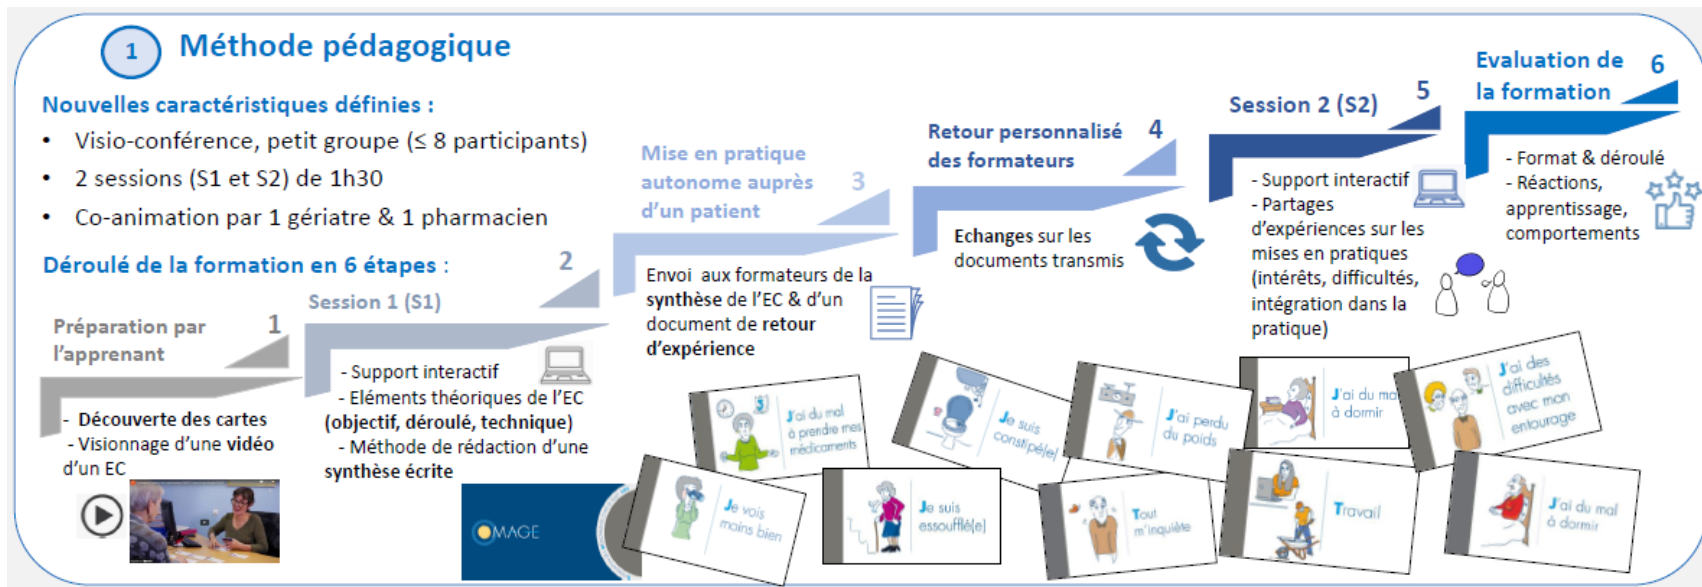 1 Méthode pédagogique
Nouvelles caractéristiques définies :
• Visio-conférence, petit groupe (≤ 8 participants)
• 2 sessions (S1 et S2) de 1h30
• Co-animation par 1 gériatre & 1 pharmacien
Déroulé de la formation en 6 étapes :
Préparation par
l'apprenant
1
- Découverte des cartes
- Visionnage d'une vidéo
d'un EC
Session 1 (S1)
2
- Support interactif
- Eléments théoriques de l'EC
(objectif, déroulé, technique)
- Méthode de rédaction d'une
synthèse écrite
Mise en pratique
autonome auprès
d'un patient
3
Envoi aux formateurs de la
synthèse de l'EC & d'un
document de retour
d'expérience
Retour personnalisé
des formateurs
4
Echanges sur les
documents transmis
Session 2 (S2)
5
- Support interactif
- Partages
d'expériences sur les
mises en pratiques
(intérêts, difficultés,
intégration dans la
pratique)
Evaluation de
la formation
6
- Format & déroulé
- Réactions,
apprentissage,
comportements
OMAGE
J'ai du mal
à prendre mes
médicaments
Je suis
constipé(e)
J'ai perdu
du poids
J'ai du mal
à dormir
J'ai des
difficultés
avec mon
entourage
Je vois
moins bien
Je suis
essoufflé(e)
Tout
m'inquiète
Travail
J'ai du mal
à dormir